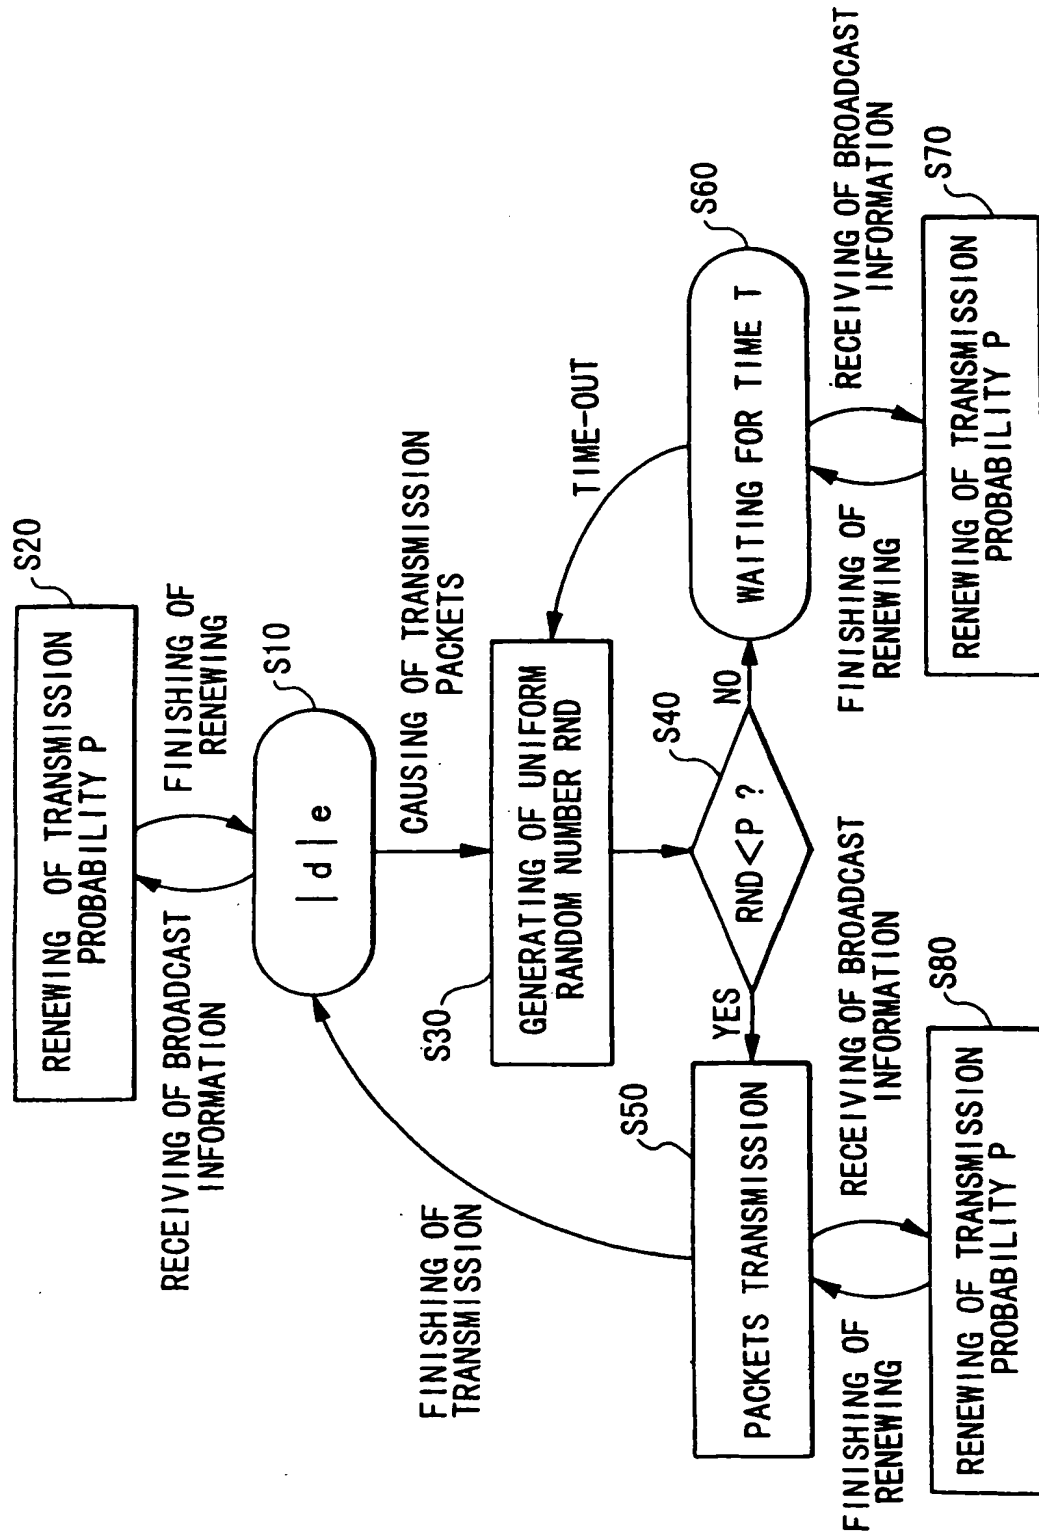 S20
RENEWING OF TRANSMISSION
PROBABILITY P
RECEIVING OF BROADCAST
INFORMATION
FINISHING OF
RENEWING
S10
Idle
FINISHING OF
TRANSMISSION
CAUSING OF TRANSMISSION
PACKETS
S30
GENERATING OF UNIFORM
RANDOM NUMBER RND
TIME-OUT
S40
RND<P ?
YES
NO
S50
PACKETS TRANSMISSION
S60
WAITING FOR TIME T
FINISHING OF
RENEWING
RECEIVING OF BROADCAST
INFORMATION
S80
RENEWING OF TRANSMISSION
PROBABILITY P
FINISHING OF
RENEWING
RECEIVING OF BROADCAST
INFORMATION
S70
RENEWING OF TRANSMISSION
PROBABILITY P